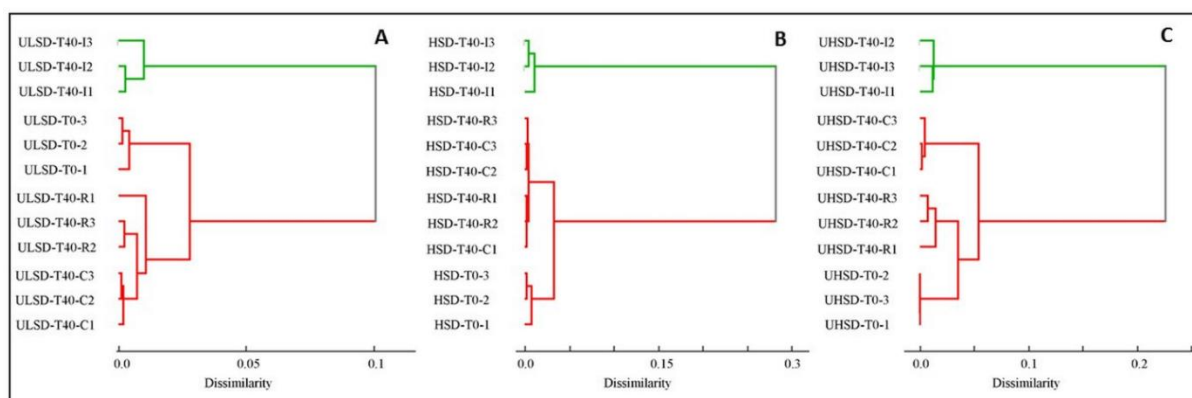 A
ULSD-T40-I3
ULSD-T40-I2
ULSD-T40-I1
ULSD-T0-3
ULSD-T0-2
ULSD-T0-1
ULSD-T40-R1
ULSD-T40-R3
ULSD-T40-R2
ULSD-T40-C3
ULSD-T40-C2
ULSD-T40-C1
0.0 0.05 0.1
Dissimilarity
B
HSD-T40-I3
HSD-T40-I2
HSD-T40-I1
HSD-T40-R3
HSD-T40-C3
HSD-T40-C2
HSD-T40-R1
HSD-T40-R2
HSD-T40-C1
HSD-T0-3
HSD-T0-2
HSD-T0-1
0.0 0.15 0.3
Dissimilarity
C
UHSD-T40-I2
UHSD-T40-I3
UHSD-T40-I1
UHSD-T40-C3
UHSD-T40-C2
UHSD-T40-C1
UHSD-T40-R3
UHSD-T40-R2
UHSD-T40-R1
UHSD-T0-2
UHSD-T0-3
UHSD-T0-1
0.0 0.1 0.2
Dissimilarity